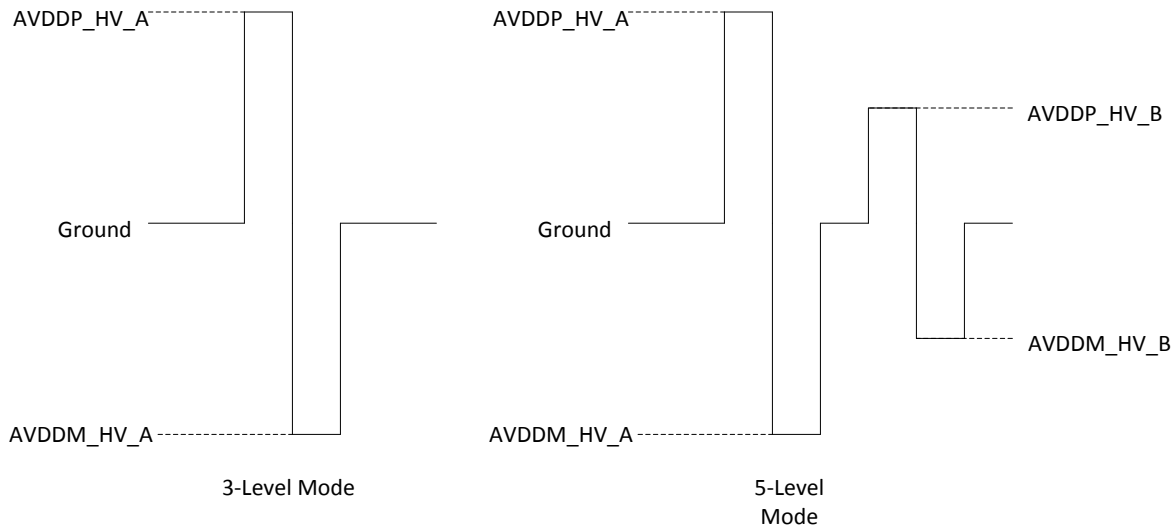 AVDDP_HV_A
Ground
AVDDM_HV_A
3-Level Mode
AVDDP_HV_A
AVDDP_HV_B
Ground
AVDDM_HV_B
AVDDM_HV_A
5-Level
Mode